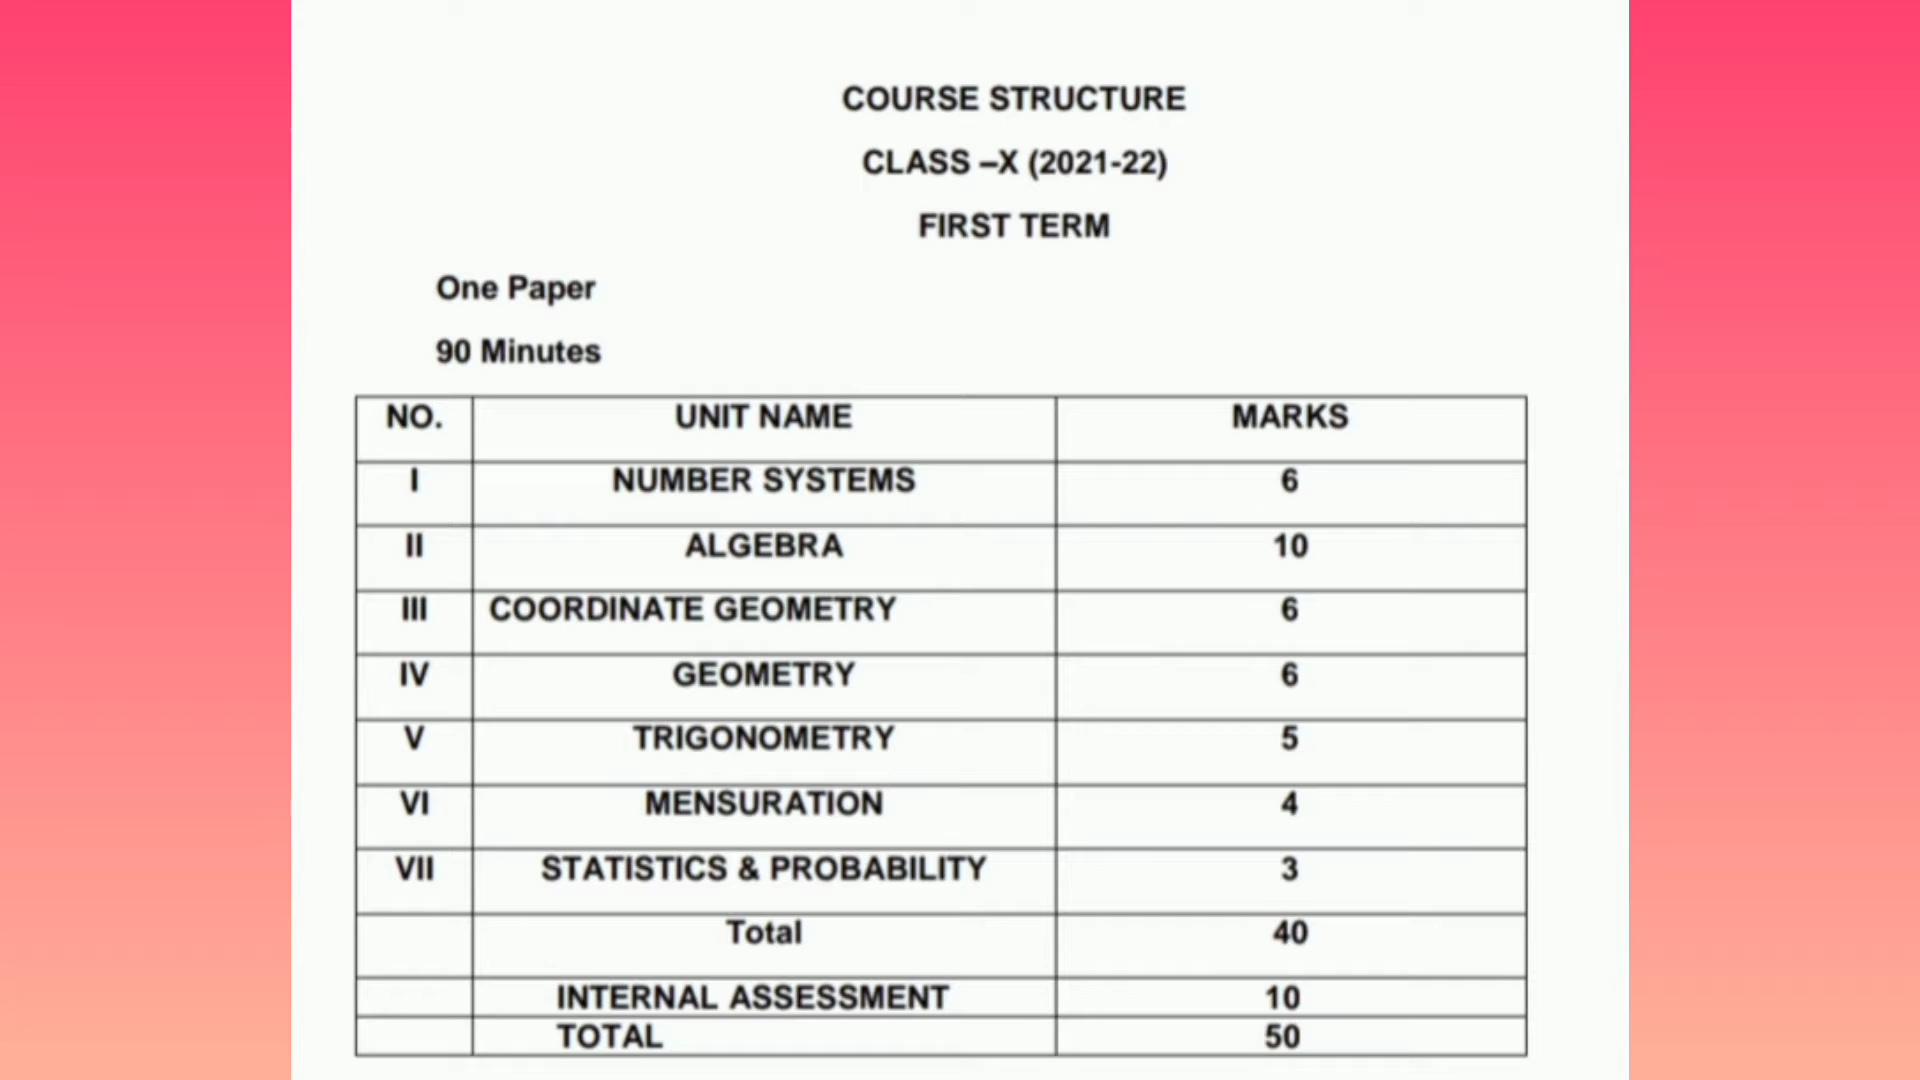 COURSE STRUCTURE
CLASS –X (2021-22)
FIRST TERM
One Paper
90 Minutes
NO. UNIT NAME MARKS
I NUMBER SYSTEMS 6
II ALGEBRA 10
III COORDINATE GEOMETRY 6
IV GEOMETRY 6
V TRIGONOMETRY 5
VI MENSURATION 4
VII STATISTICS & PROBABILITY 3
Total 40
INTERNAL ASSESSMENT 10
TOTAL 50